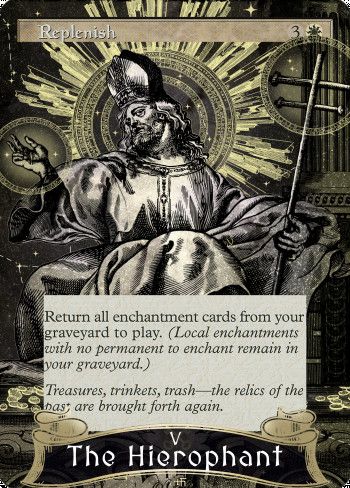 Replenish 3
Return all enchantment cards from your
graveyard to play. (Local enchantments
with no permanent to enchant remain in
your graveyard.)
Treasures, trinkets, trash—the relics of the
past are brought forth again.
V
The Hierophant